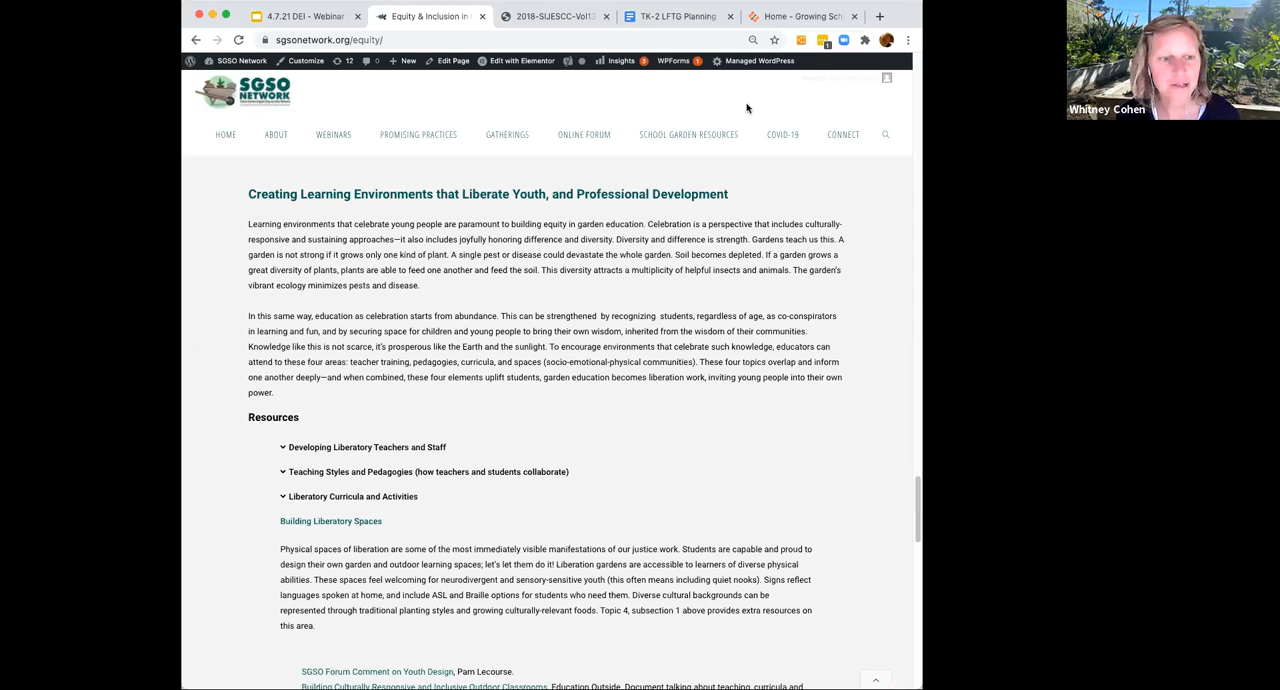 4.7.21 DEI - Webinar
Equity & Inclusion in
2018-SIJESCC-Vol13
TK-2 LFTG Planning
Home - Growing Sch
sgsonetwork.org/equity/
1
SGSO Network
Customize
12
0
New
Edit Page
Edit with Elementor
Insights 3
WPForms 1
Managed WordPress
SGSO
NETWORK
HOME
ABOUT
WEBINARS
PROMISING PRACTICES
GATHERINGS
ONLINE FORUM
SCHOOL GARDEN RESOURCES
COVID-19
CONNECT
Whitney Cohen
Creating Learning Environments that Liberate Youth, and Professional Development
Learning environments that celebrate young people are paramount to building equity in garden education. Celebration is a perspective that includes culturally-
responsive and sustaining approaches—it also includes joyfully honoring difference and diversity. Diversity and difference is strength. Gardens teach us this. A
garden is not strong if it grows only one kind of plant. A single pest or disease could devastate the whole garden. Soil becomes depleted. If a garden grows a
great diversity of plants, plants are able to feed one another and feed the soil. This diversity attracts a multiplicity of helpful insects and animals. The garden's
vibrant ecology minimizes pests and disease.
In this same way, education as celebration starts from abundance. This can be strengthened by recognizing students, regardless of age, as co-conspirators
in learning and fun, and by securing space for children and young people to bring their own wisdom, inherited from the wisdom of their communities.
Knowledge like this is not scarce, it's prosperous like the Earth and the sunlight. To encourage environments that celebrate such knowledge, educators can
attend to these four areas: teacher training, pedagogies, curricula, and spaces (socio-emotional-physical communities). These four topics overlap and inform
one another deeply—and when combined, these four elements uplift students, garden education becomes liberation work, inviting young people into their own
power.
Resources
Developing Liberatory Teachers and Staff
Teaching Styles and Pedagogies (how teachers and students collaborate)
Liberatory Curricula and Activities
Building Liberatory Spaces
Physical spaces of liberation are some of the most immediately visible manifestations of our justice work. Students are capable and proud to
design their own garden and outdoor learning spaces; let's let them do it! Liberation gardens are accessible to learners of diverse physical
abilities. These spaces feel welcoming for neurodivergent and sensory-sensitive youth (this often means including quiet nooks). Signs reflect
languages spoken at home, and include ASL and Braille options for students who need them. Diverse cultural backgrounds can be
represented through traditional planting styles and growing culturally-relevant foods. Topic 4, subsection 1 above provides extra resources on
this area.
SGSO Forum Comment on Youth Design, Pam Lecourse.
Building Culturally Responsive and Inclusive Outdoor Classrooms, Education Outside. Document talking about teaching, curricula and